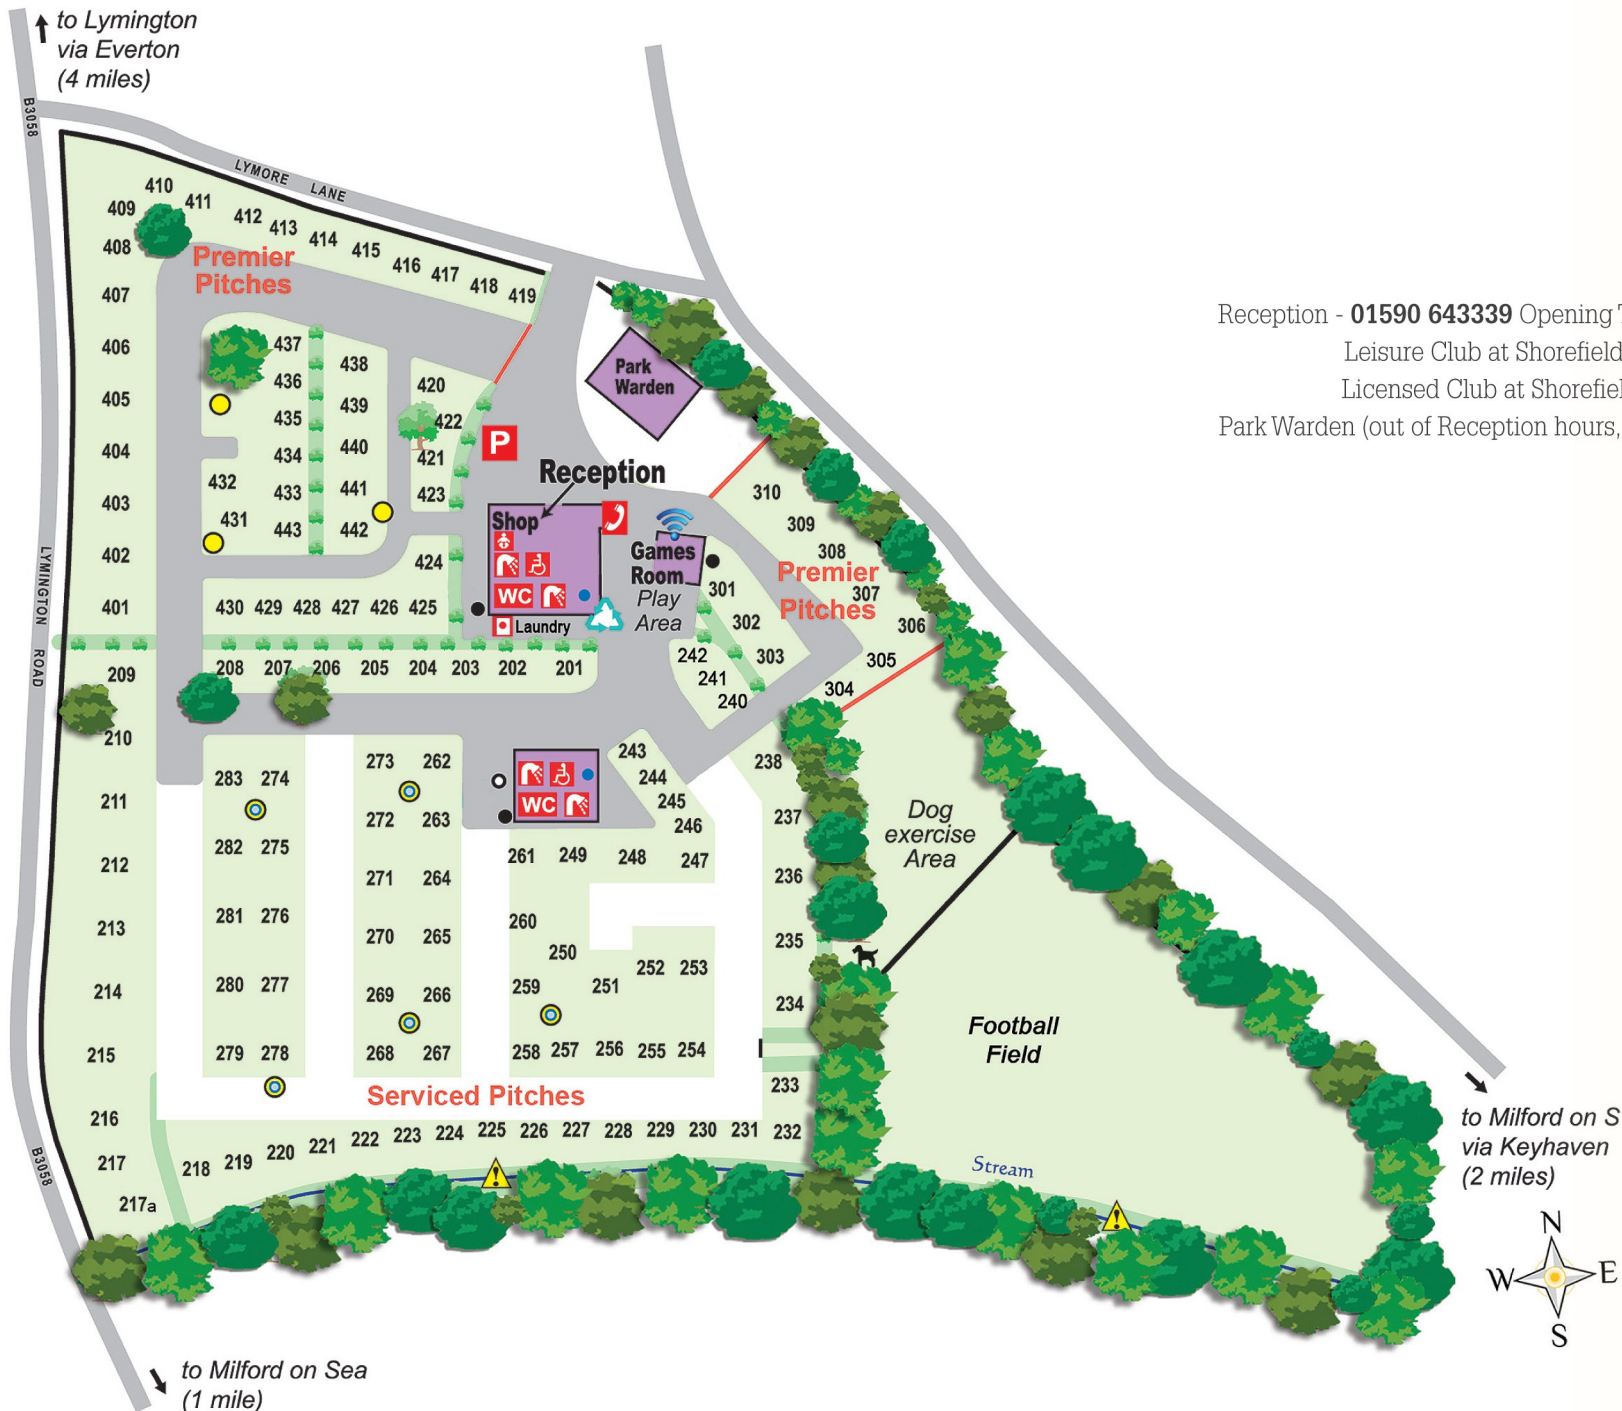 to Lymington
via Everton
(4 miles)
B3058
LYMORE LANE
410
409
411
412
413
408
414
415
416
417
418
419
407
Premier
Pitches
406
405
404
403
402
401
437
438
436
420
435
439
422
434
440
421
432
433
441
423
431
443
442
424
430 429 428 427 426 425
P
Park
Warden
Reception
Shop
WC
Laundry
Games
Room
Play
Area
310
309
308
Premier
Pitches
307
306
305
304
301
302
303
242
241
240
Reception - 01590 643339 Opening
Leisure Club at Shorefield
Licensed Club at Shorefie
Park Warden (out of Reception hours,
LYMINGTON ROAD
209
208 207 206 205 204 203 202 201
210
211
212
213
214
215
216
217
217a
283 274
282 275
281 276
280 277
279 278
273 262
272 263
271 264
270 265
269 266
268 267
WC
243
244
245
246
247
261 249 248
260
250
259 251 252 253
258 257 256 255 254
238
237
236
235
234
233
232
Serviced Pitches
218 219 220 221 222 223 224 225 226 227 228 229 230 231
Dog
exercise
Area
Football
Field
Stream
B3058
to Milford on Sea
(1 mile)
to Milford on S
via Keyhaven
(2 miles)
N
W E
S